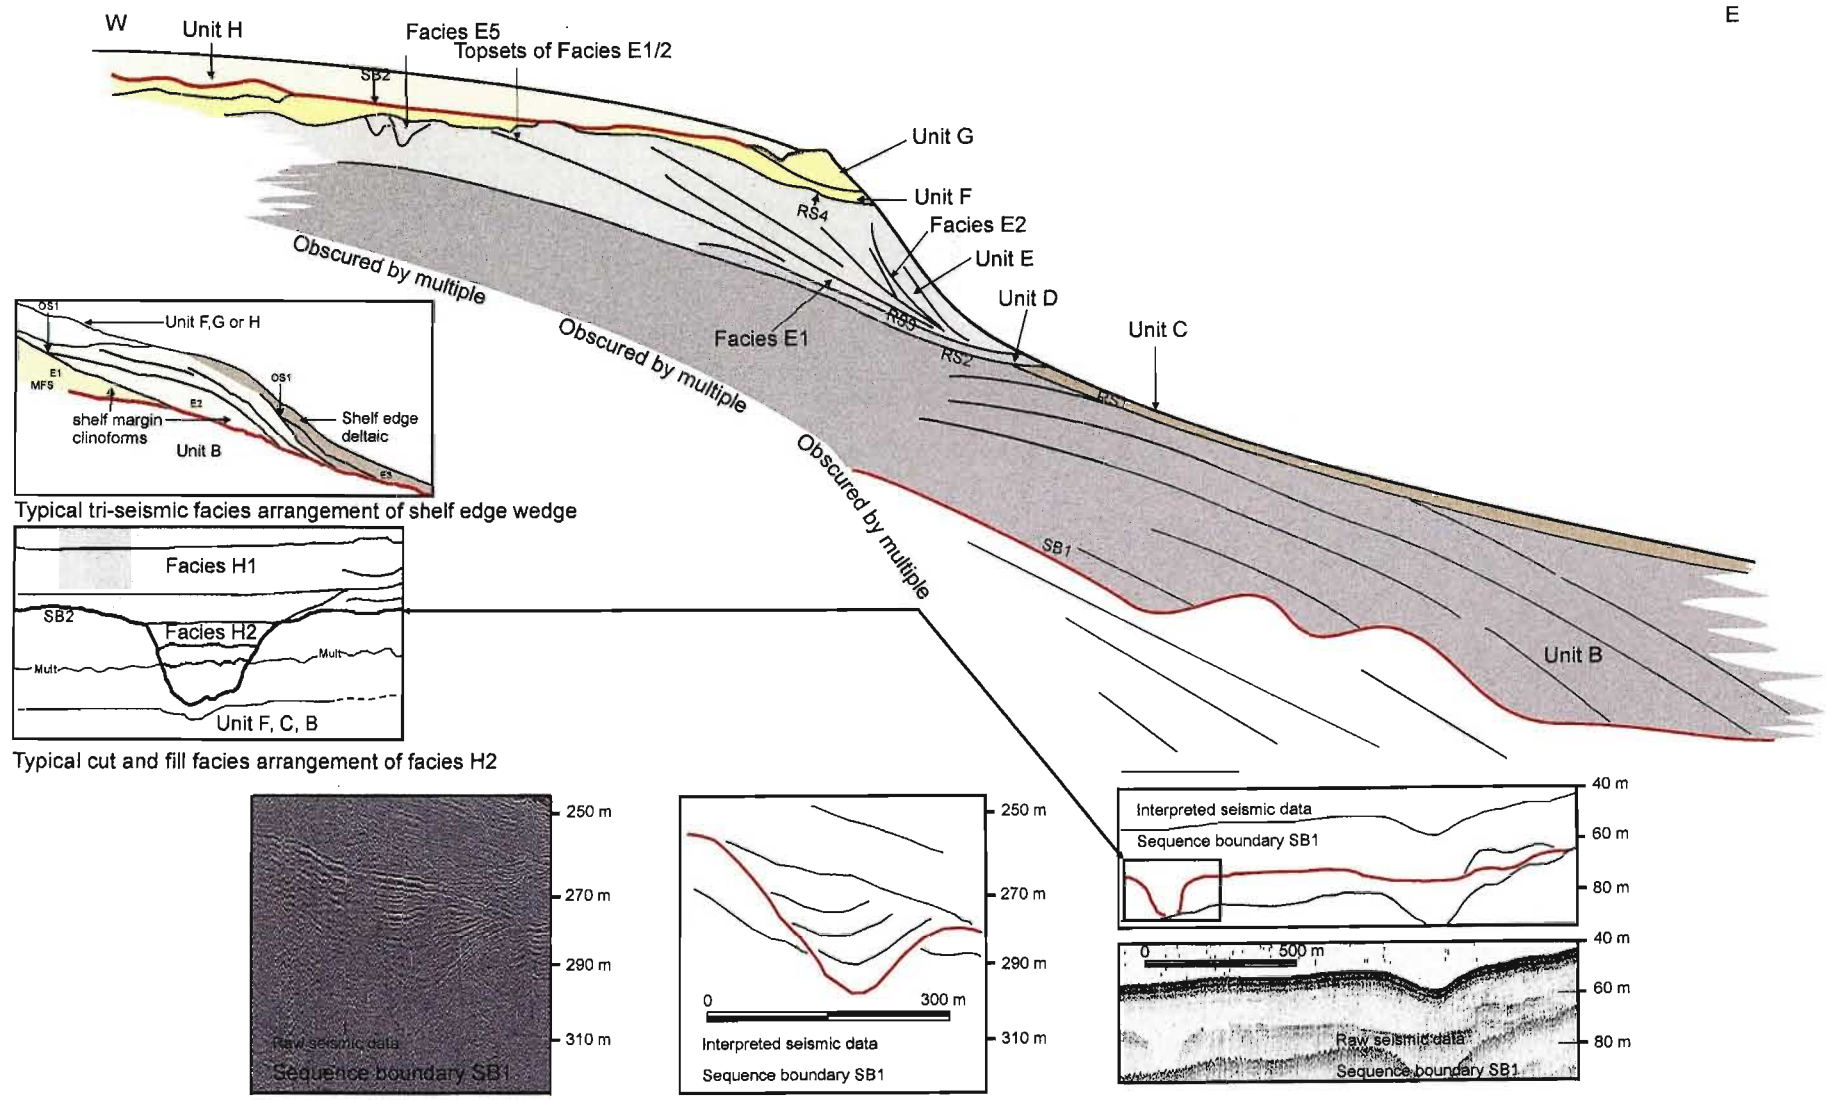 W
E
Unit H
Facies E5
Topsets of Facies E1/2
SB2
Unit G
Unit F
RS4
Facies E2
Unit E
Unit D
Obscured by multiple
Unit C
RS3
Facies E1
Obscured by multiple
RS2
RS1
OS1
Unit F,G or H
E1
MFS
OS1
E2
shelf margin
clinoforms
Shelf edge
deltaic
Unit B
E3
Typical tri-seismic facies arrangement of shelf edge wedge
Obscured by multiple
SB1
Unit B
Facies H1
SB2
Facies H2
Mult
Mult
Unit F, C, B
Typical cut and fill facies arrangement of facies H2
250 m
270 m
290 m
310 m
Raw seismic data
Sequence boundary SB1
250 m
270 m
290 m
310 m
0
300 m
Interpreted seismic data
Sequence boundary SB1
40 m
60 m
80 m
Interpreted seismic data
Sequence boundary SB1
40 m
60 m
80 m
0
500 m
Raw seismic data
Sequence boundary SB1